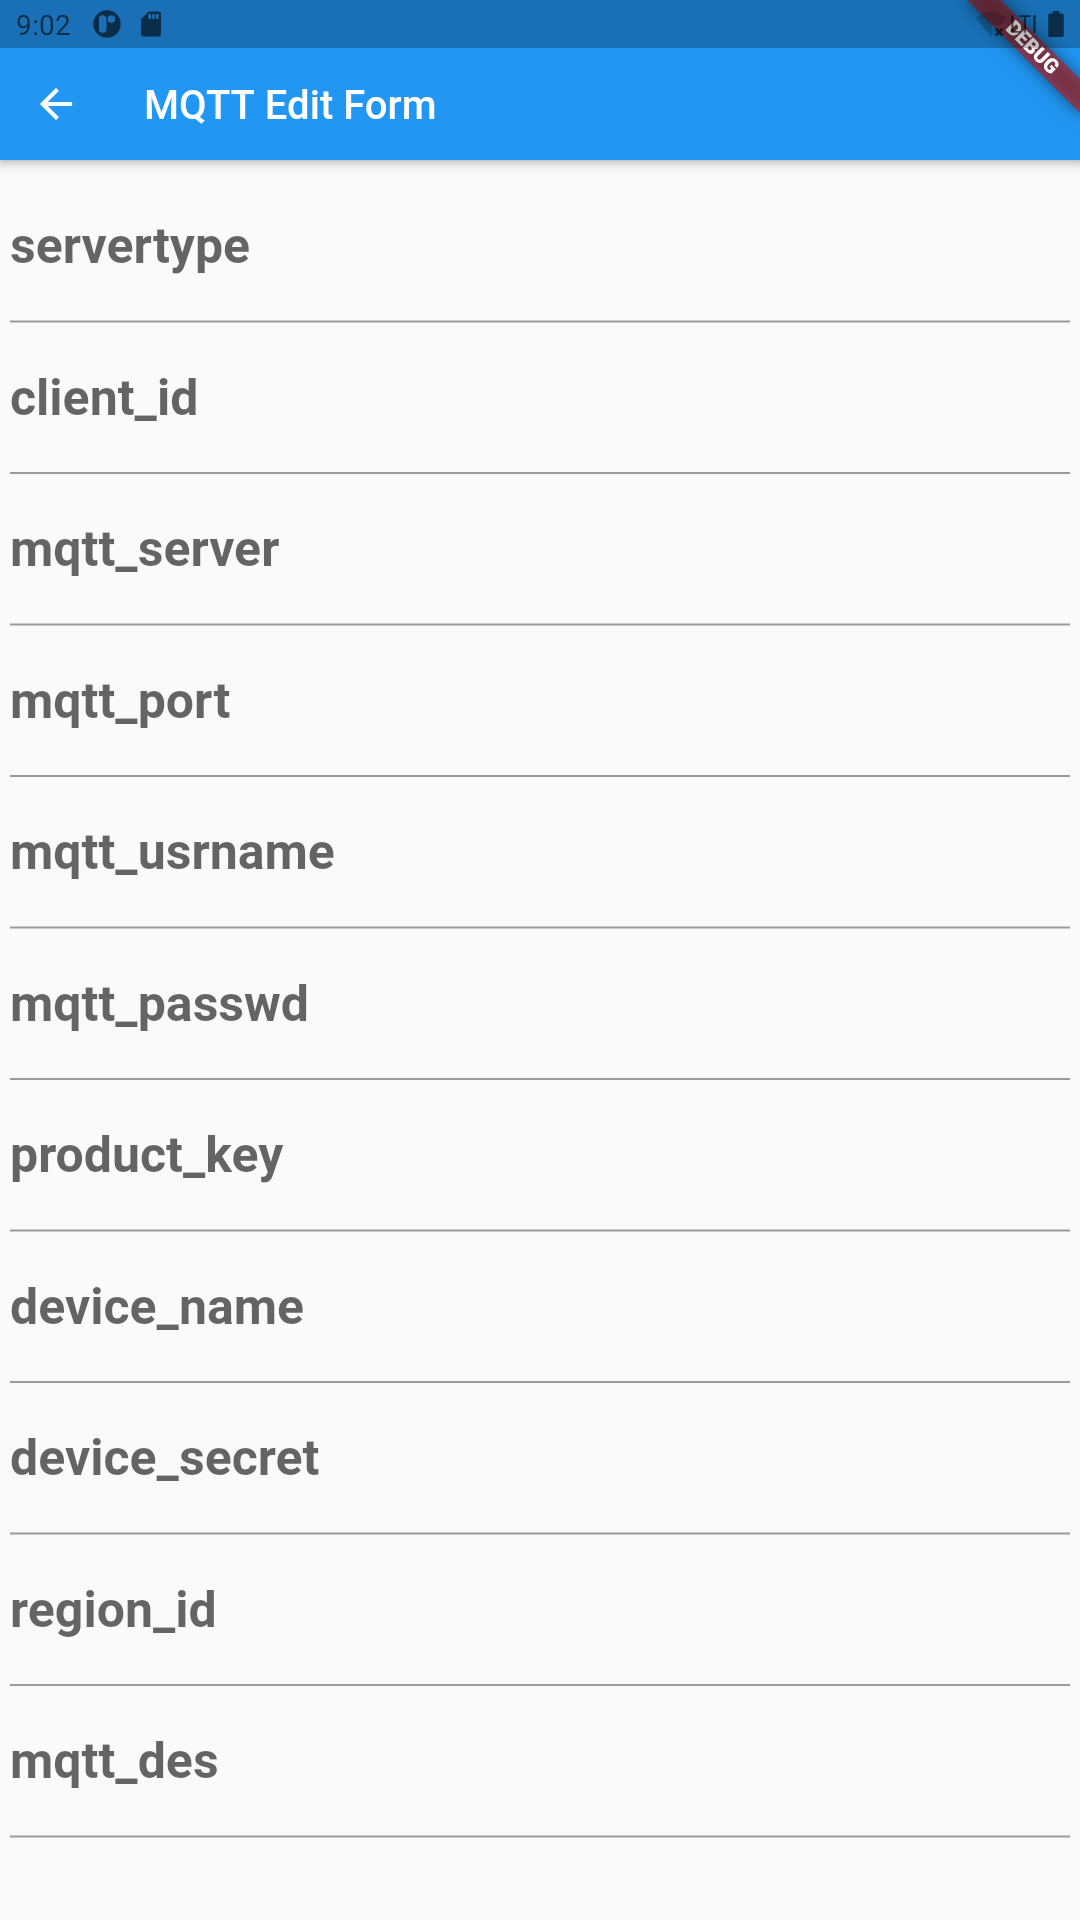 9:02
DEBUG
MQTT Edit Form
servertype
client_id
mqtt_server
mqtt_port
mqtt_usrname
mqtt_passwd
product_key
device_name
device_secret
region_id
mqtt_des